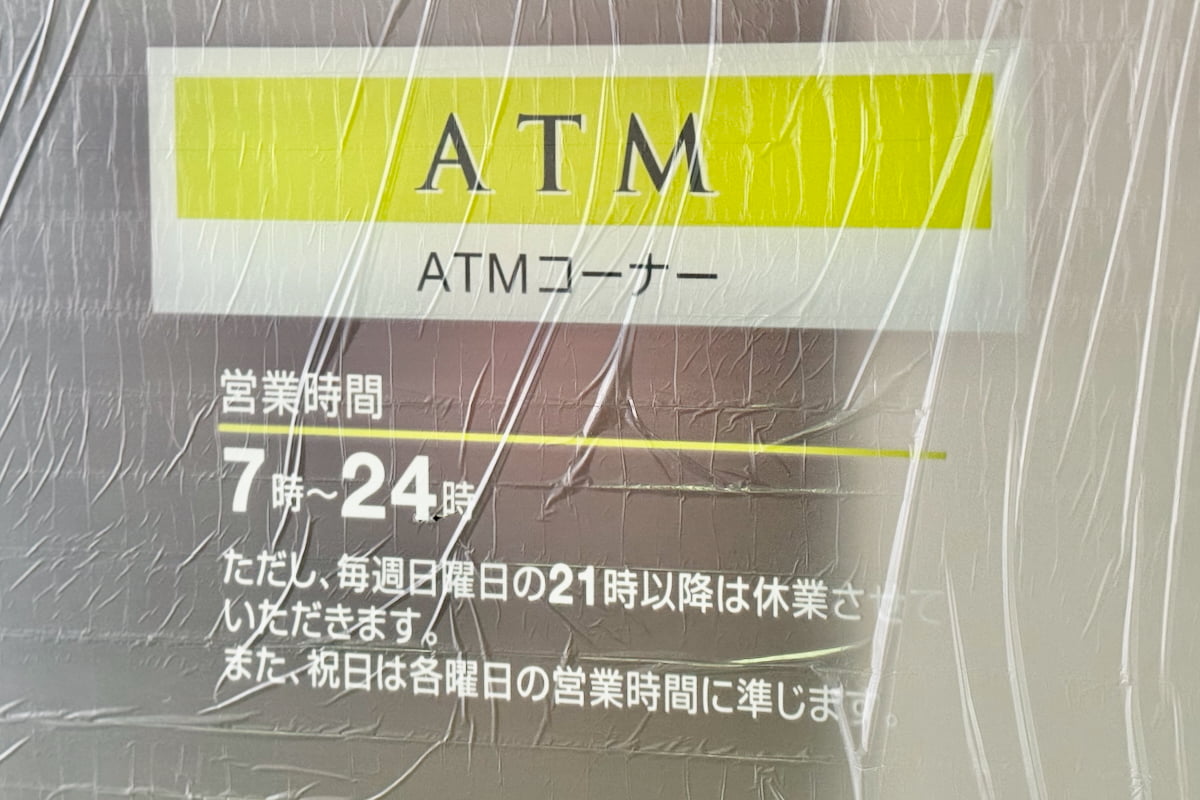 ATM
ATMコーナー
営業時間
7時〜24時
ただし、毎週日曜日の21時以降は休業させて
いただきます。
また、祝日は各曜日の営業時間に準じます。